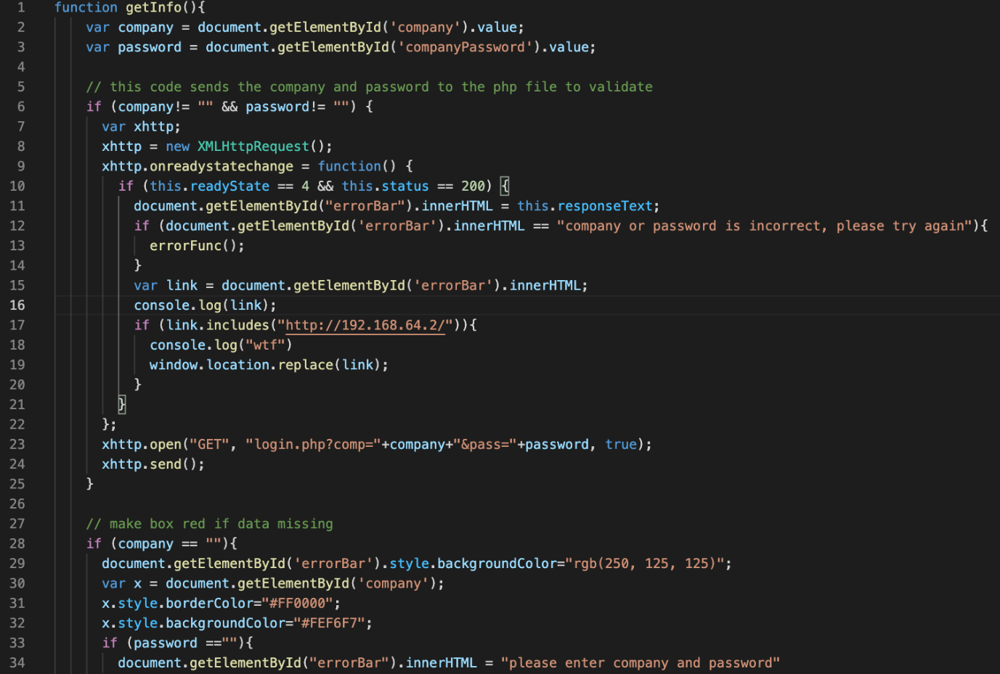 1 function getInfo(){
2 var company = document.getElementById('company').value;
3 var password = document.getElementById('companyPassword').value;
4
5 // this code sends the company and password to the php file to validate
6 if (company!= "" && password!= "") {
7 var xhttp;
8 xhttp = new XMLHttpRequest();
9 xhttp.onreadystatechange = function() {
10 if (this.readyState == 4 && this.status == 200) {
11 document.getElementById("errorBar").innerHTML = this.responseText;
12 if (document.getElementById('errorBar').innerHTML == "company or password is incorrect, please try again"){
13 errorFunc();
14 }
15 var link = document.getElementById('errorBar').innerHTML;
16 console.log(link);
17 if (link.includes("http://192.168.64.2/")){
18 console.log("wtf")
19 window.location.replace(link);
20 }
21 }
22 };
23 xhttp.open("GET", "login.php?comp="+company+"&pass="+password, true);
24 xhttp.send();
25 }
26
27 // make box red if data missing
28 if (company == ""){
29 document.getElementById('errorBar').style.backgroundColor="rgb(250, 125, 125)";
30 var x = document.getElementById('company');
31 x.style.borderColor="#FF0000";
32 x.style.backgroundColor="#FEF6F7";
33 if (password ==""){
34 document.getElementById("errorBar").innerHTML = "please enter company and password"